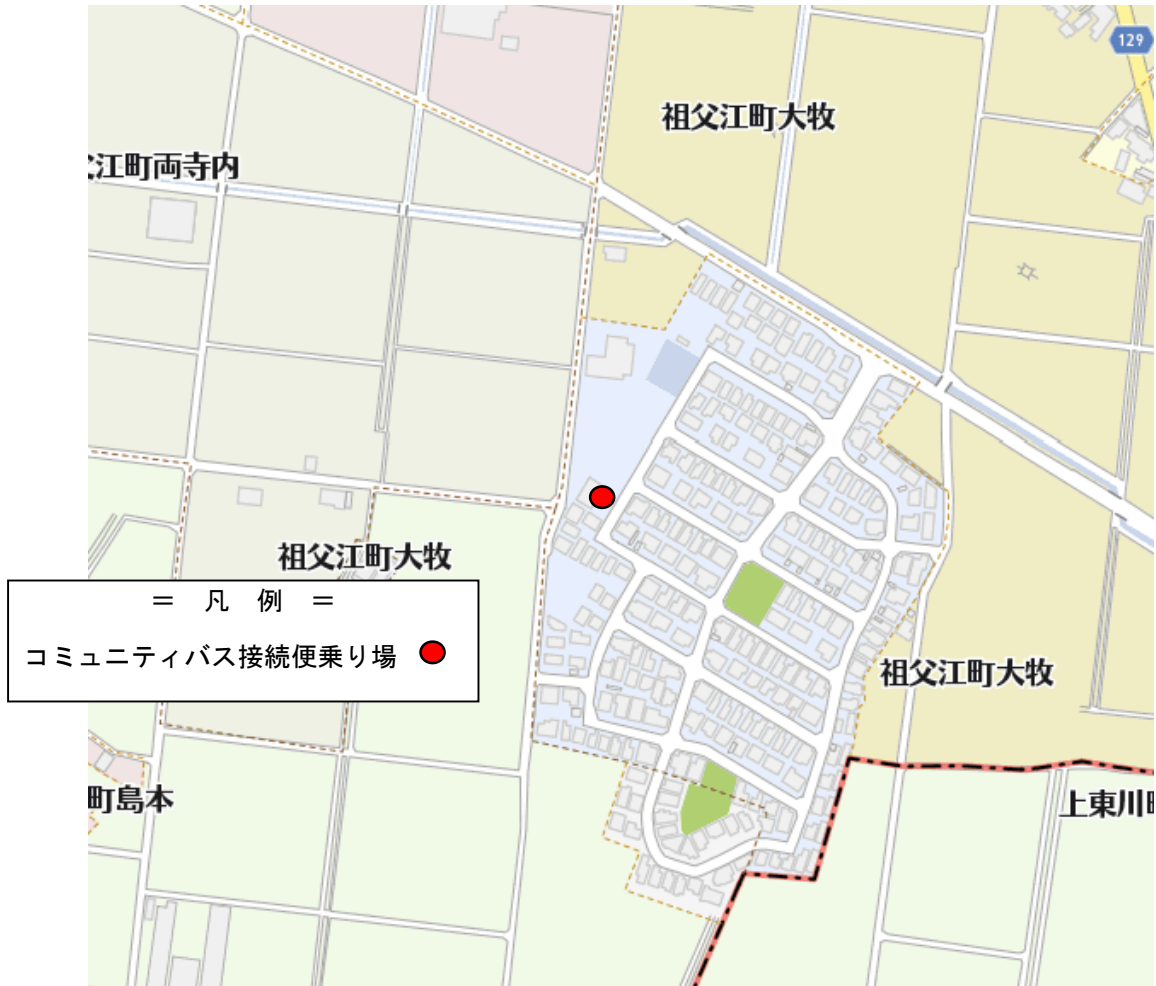 129
祖父江町大牧
父江町両寺内
祖父江町大牧
＝ 凡 例 ＝
コミュニティバス接続便乗り場
祖父江町大牧
町島本
上東川町